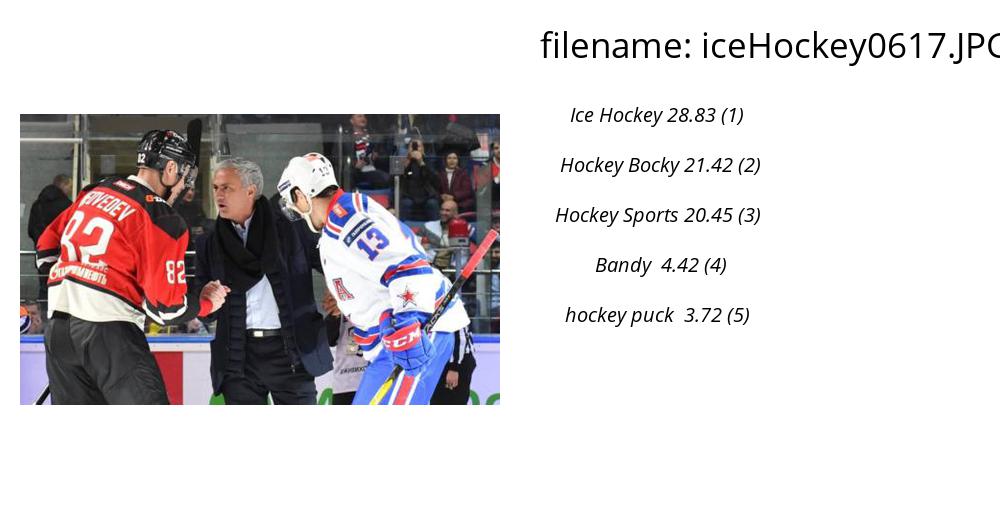 filename: iceHockey0617.JPG
Ice Hockey 28.83 (1)
Hockey Bocky 21.42 (2)
Hockey Sports 20.45 (3)
Bandy 4.42 (4)
hockey puck 3.72 (5)
82
82
82
13
A
CCM